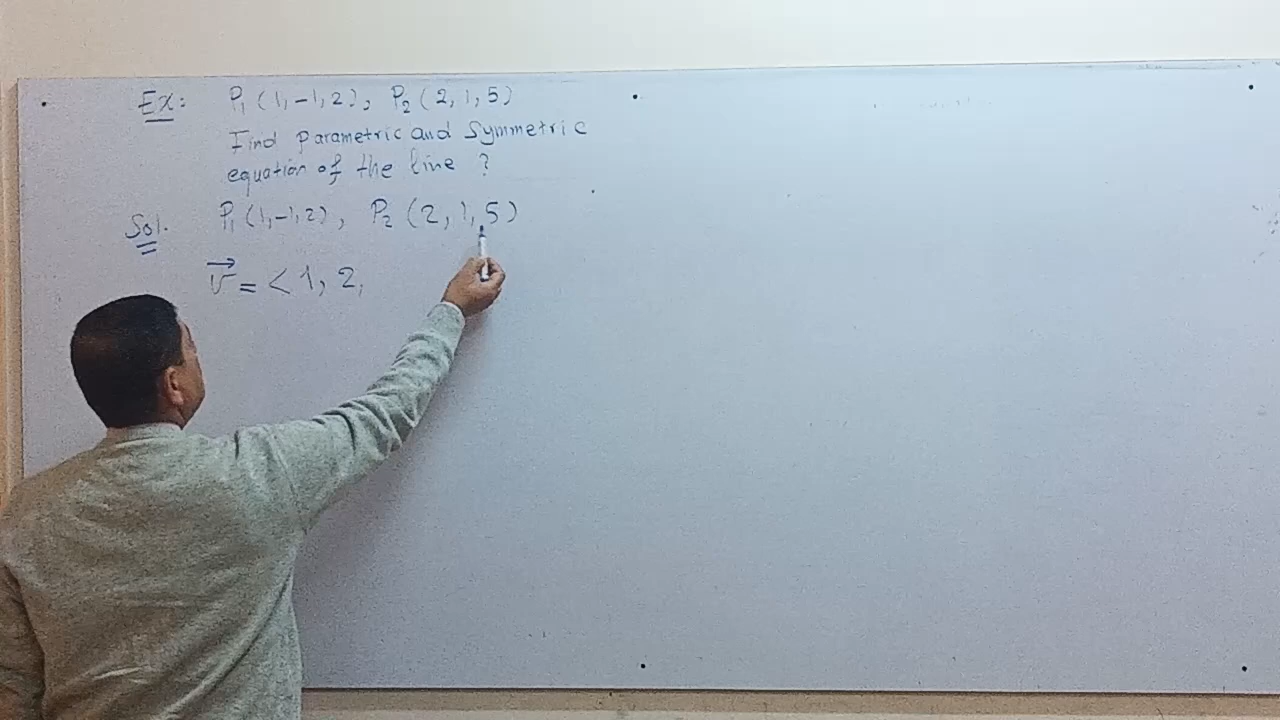 Ex: P₁(1,-1,2), P₂(2,1,5)
Find Parametric and Symmetric
equation of the line ?
Sol. P₁(1,-1,2), P₂(2,1,5)
v⃗ = < 1, 2,